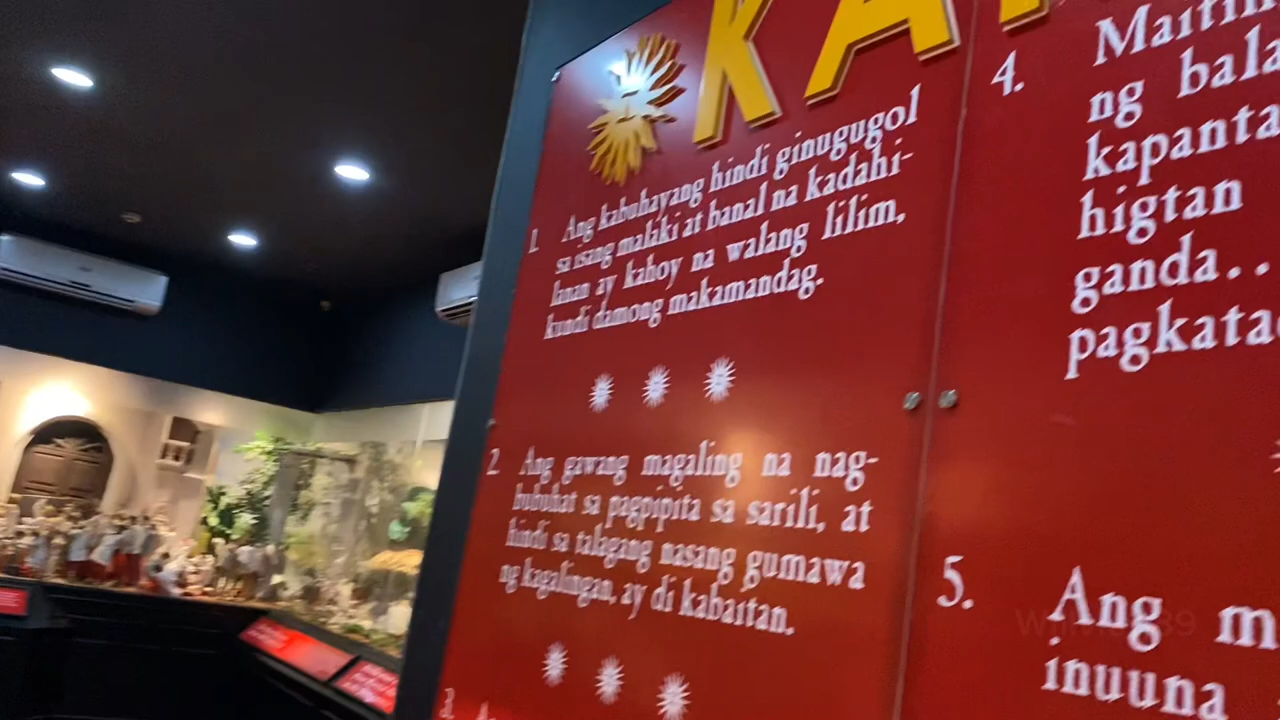 KA
1. Ang kabuhayang hindi ginugugol
sa isang malaki at banal na kadahi-
lanan ay kahoy na walang lilim,
kundi damong makamandag.
2. Ang gawang magaling na nag-
bubuhat sa pagpipita sa sarili, at
hindi sa talagang nasang gumawa
ng kagalingan, ay di kabaitan.
3.
4.
ng bala
kapanta
higtan
ganda..
pagkata
5. Ang m
inuuna